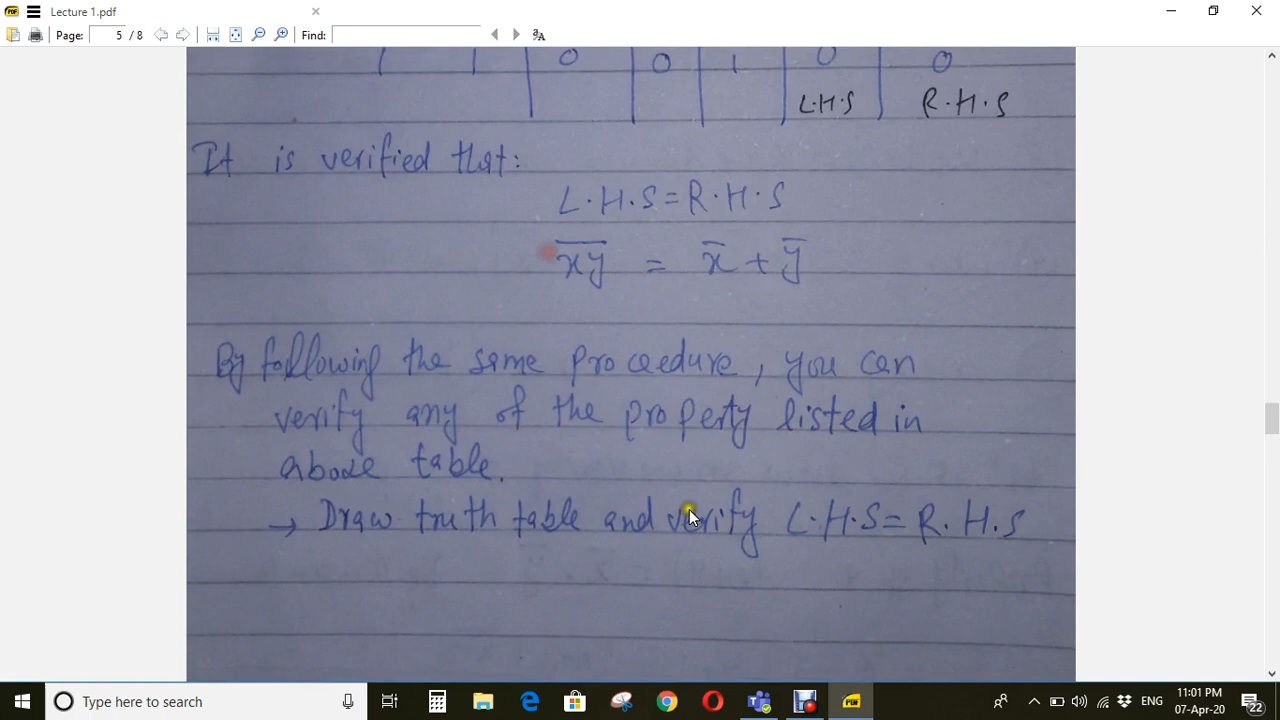 Lecture 1.pdf
Page: 5 / 8 Find:
1 1 0 0 1 0 0
L.H.S R.H.S
It is verified that:
L.H.S = R.H.S
x̅y̅ = x̄ + ȳ
By following the same procedure, you can
verify any of the property listed in
above table.
→ Draw truth table and verify L.H.S = R.H.S
Type here to search
ENG
11:01 PM
07-Apr-20
22